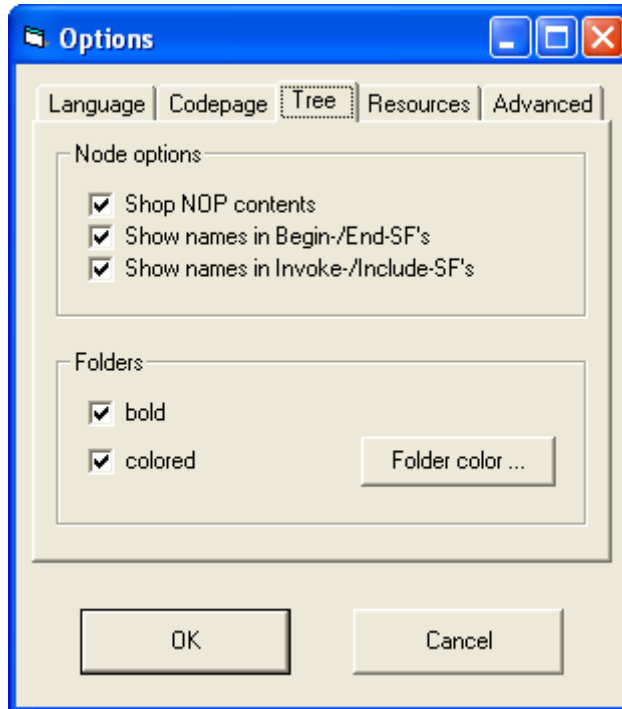 Options
Language Codepage Tree Resources Advanced
Node options
Shop NOP contents
Show names in Begin-/End-SF's
Show names in Invoke-/Include-SF's
Folders
bold
colored Folder color ...
OK Cancel